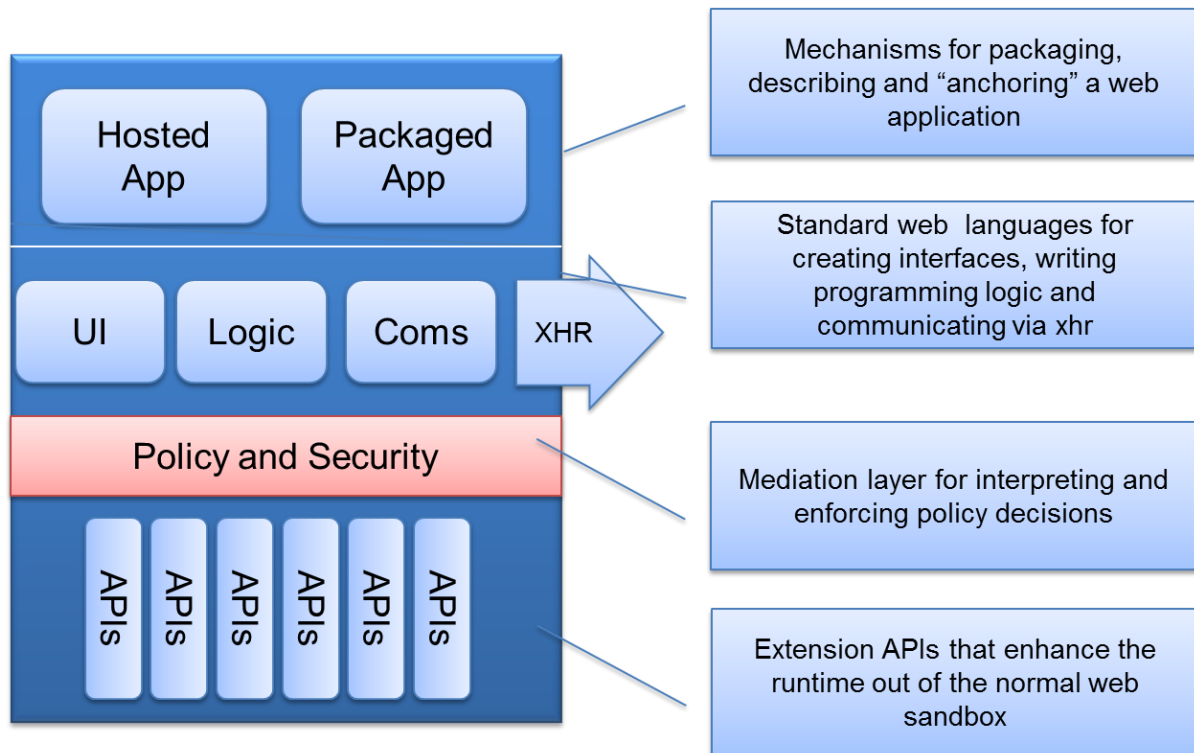 Hosted
App
Packaged
App
UI
Logic
Coms
XHR
Policy and Security
APIs
APIs
APIs
APIs
APIs
APIs
Mechanisms for packaging,
describing and “anchoring” a web
application
Standard web languages for
creating interfaces, writing
programming logic and
communicating via xhr
Mediation layer for interpreting and
enforcing policy decisions
Extension APIs that enhance the
runtime out of the normal web
sandbox